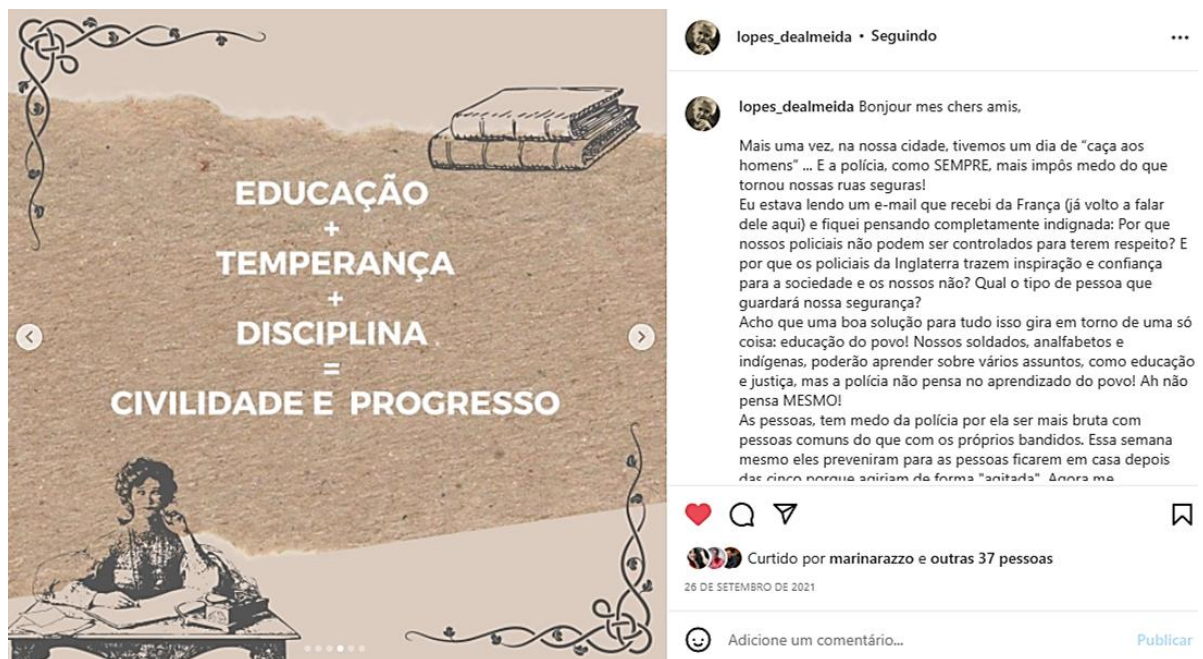 EDUCAÇÃO
+
TEMPERANÇA
+
DISCIPLINA
=
CIVILIDADE E PROGRESSO
lopes_dealmeida • Seguindo
lopes_dealmeida Bonjour mes chers amis,
Mais uma vez, na nossa cidade, tivemos um dia de "caça aos
homens" ... E a polícia, como SEMPRE, mais impôs medo do que
tornou nossas ruas seguras!
Eu estava lendo um e-mail que recebi da França (já volto a falar
dele aqui) e fiquei pensando completamente indignada: Por que
nossos policiais não podem ser controlados para terem respeito? E
por que os policiais da Inglaterra trazem inspiração e confiança
para a sociedade e os nossos não? Qual o tipo de pessoa que
guardará nossa segurança?
Acho que uma boa solução para tudo isso gira em torno de uma só
coisa: educação do povo! Nossos soldados, analfabetos e
indígenas, poderão aprender sobre vários assuntos, como educação
e justiça, mas a polícia não pensa no aprendizado do povo! Ah não
pensa MESMO!
As pessoas, tem medo da polícia por ela ser mais bruta com
pessoas comuns do que com os próprios bandidos. Essa semana
mesmo eles preveniram para as pessoas ficarem em casa depois
das cinco porque agiriam de forma "agitada". Agora me
Curtido por marinarazzo e outras 37 pessoas
26 DE SETEMBRO DE 2021
Adicione um comentário... Publicar